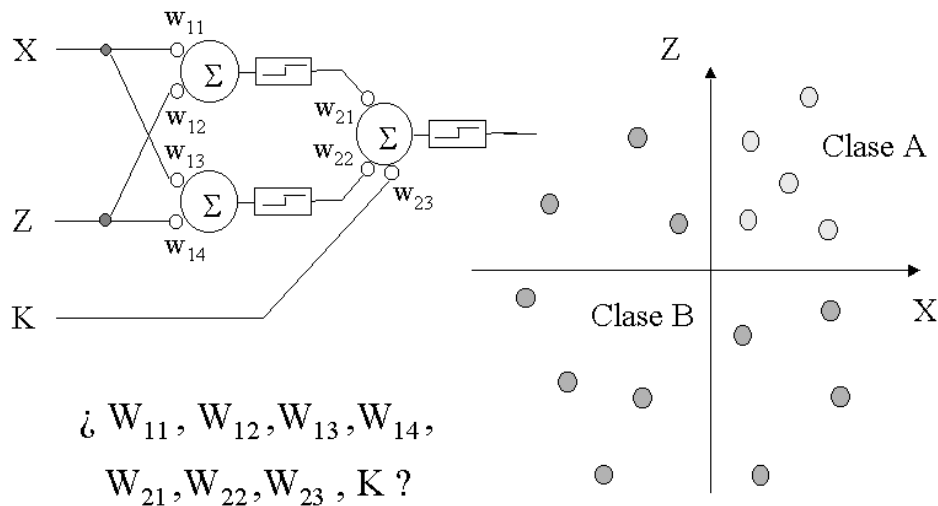 w11
X
Σ
w12
w21
w13
w22
Σ
Σ
w23
Z
w14
K
Z
Clase A
Clase B
X
¿ W11, W12, W13, W14,
W21, W22, W23, K ?